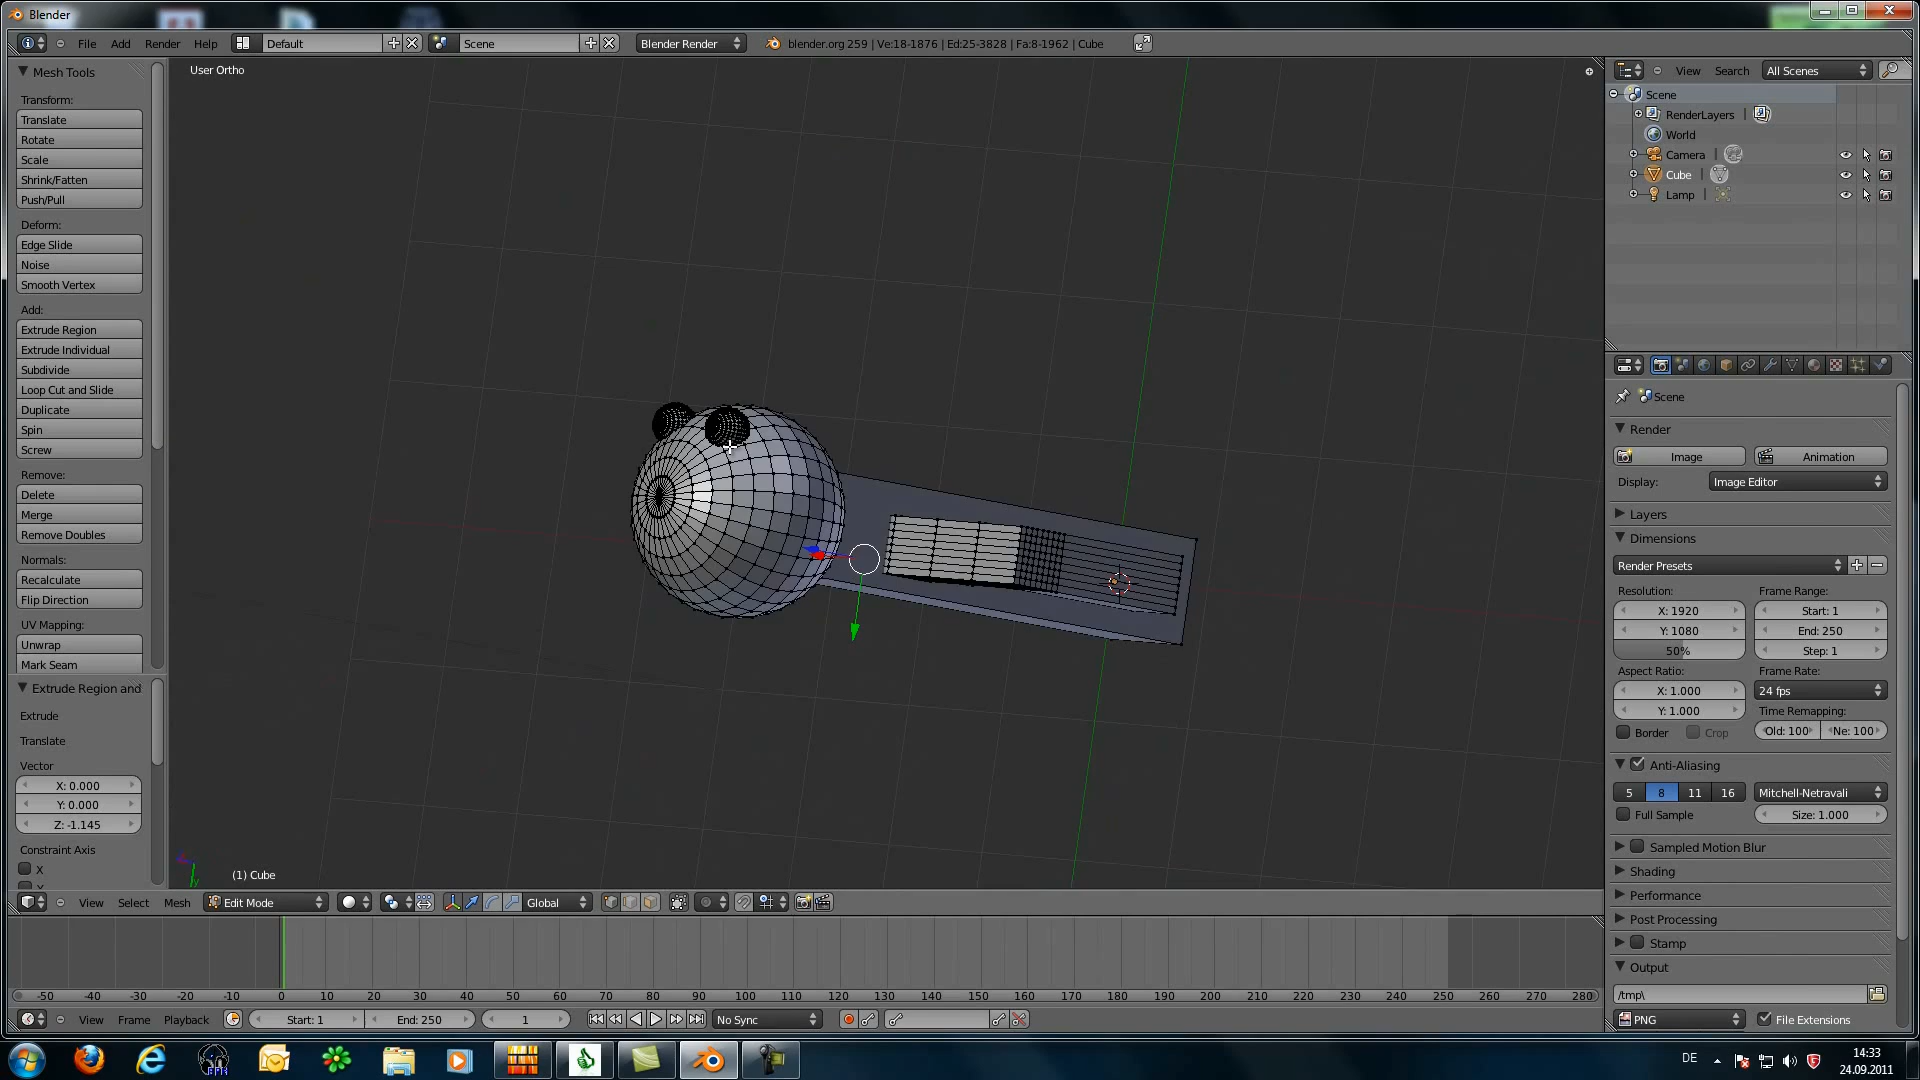 Blender
File Add Render Help Default Scene Blender Render blender.org 259 | Ve:18-1876 | Ed:25-3828 | Fa:8-1962 | Cube
User Ortho
Mesh Tools
Transform:
Translate
Rotate
Scale
Shrink/Fatten
Push/Pull
Deform:
Edge Slide
Noise
Smooth Vertex
Add:
Extrude Region
Extrude Individual
Subdivide
Loop Cut and Slide
Duplicate
Spin
Screw
Remove:
Delete
Merge
Remove Doubles
Normals:
Recalculate
Flip Direction
UV Mapping:
Unwrap
Mark Seam
Extrude Region and
Extrude
Translate
Vector
X: 0.000
Y: 0.000
Z: -1.145
Constraint Axis
X
(1) Cube
View Select Mesh Edit Mode Global
-50 -40 -30 -20 -10 0 10 20 30 40 50 60 70 80 90 100 110 120 130 140 150 160 170 180 190 200 210 220 230 240 250 260 270 280
View Frame Playback Start: 1 End: 250 1 No Sync
View Search All Scenes
Scene
RenderLayers |
World
Camera |
Cube |
Lamp |
Scene
Render
Image Animation
Display: Image Editor
Layers
Dimensions
Render Presets
Resolution: Frame Range:
X: 1920 Start: 1
Y: 1080 End: 250
50% Step: 1
Aspect Ratio: Frame Rate:
X: 1.000 24 fps
Y: 1.000 Time Remapping:
Border Crop Old: 100 Ne: 100
Anti-Aliasing
5 8 11 16 Mitchell-Netravali
Full Sample Size: 1.000
Sampled Motion Blur
Shading
Performance
Post Processing
Stamp
Output
/tmp\
PNG File Extensions
DE 14:33
24.09.2011